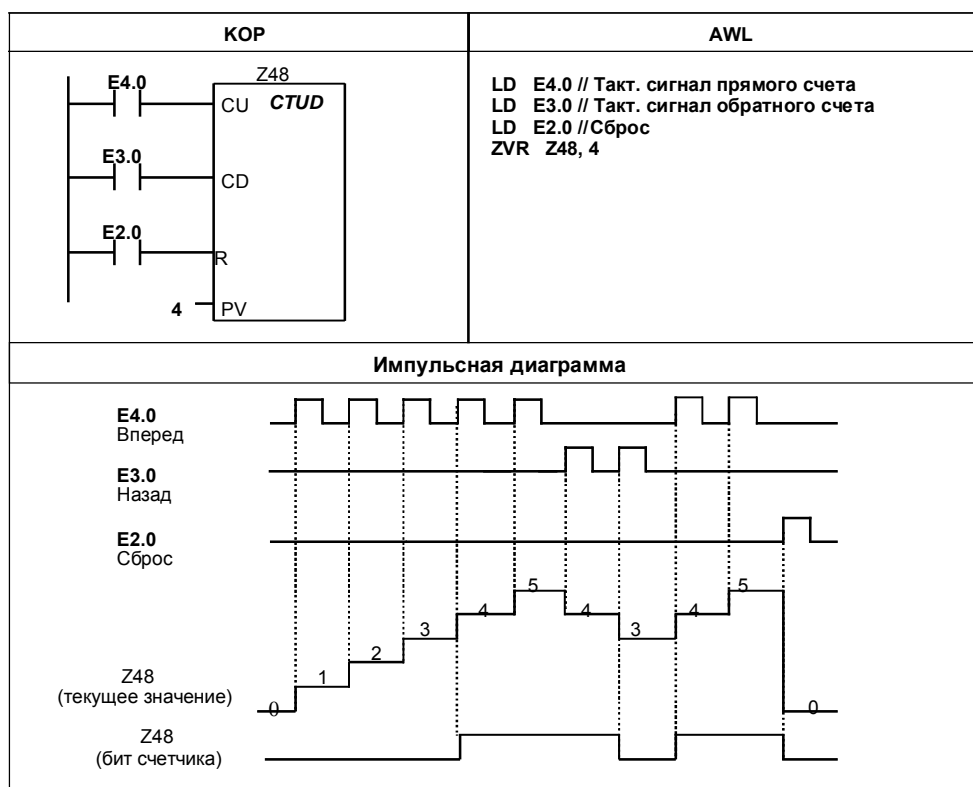 KOP
AWL
E4.0
Z48
CU CTUD
E3.0
CD
E2.0
R
4 PV
LD E4.0 // Такт. сигнал прямого счета
LD E3.0 // Такт. сигнал обратного счета
LD E2.0 //Сброс
ZVR Z48, 4
Импульсная диаграмма
E4.0
Вперед
E3.0
Назад
E2.0
Сброс
0 1 2 3 4 5 4 3 4 5 0
Z48
(текущее значение)
Z48
(бит счетчика)